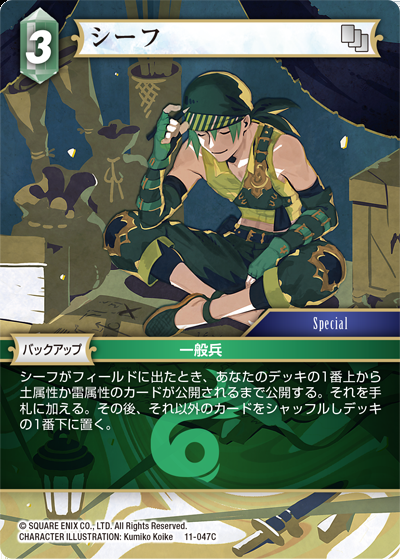 3
シーフ
Special
バックアップ
一般兵
シーフがフィールドに出たとき、あなたのデッキの1番上から
土属性か雷属性のカードが公開されるまで公開する。それを手
札に加える。その後、それ以外のカードをシャッフルしデッキ
の1番下に置く。
6
© SQUARE ENIX CO., LTD. All Rights Reserved.
CHARACTER ILLUSTRATION: Kumiko Koike 11-047C